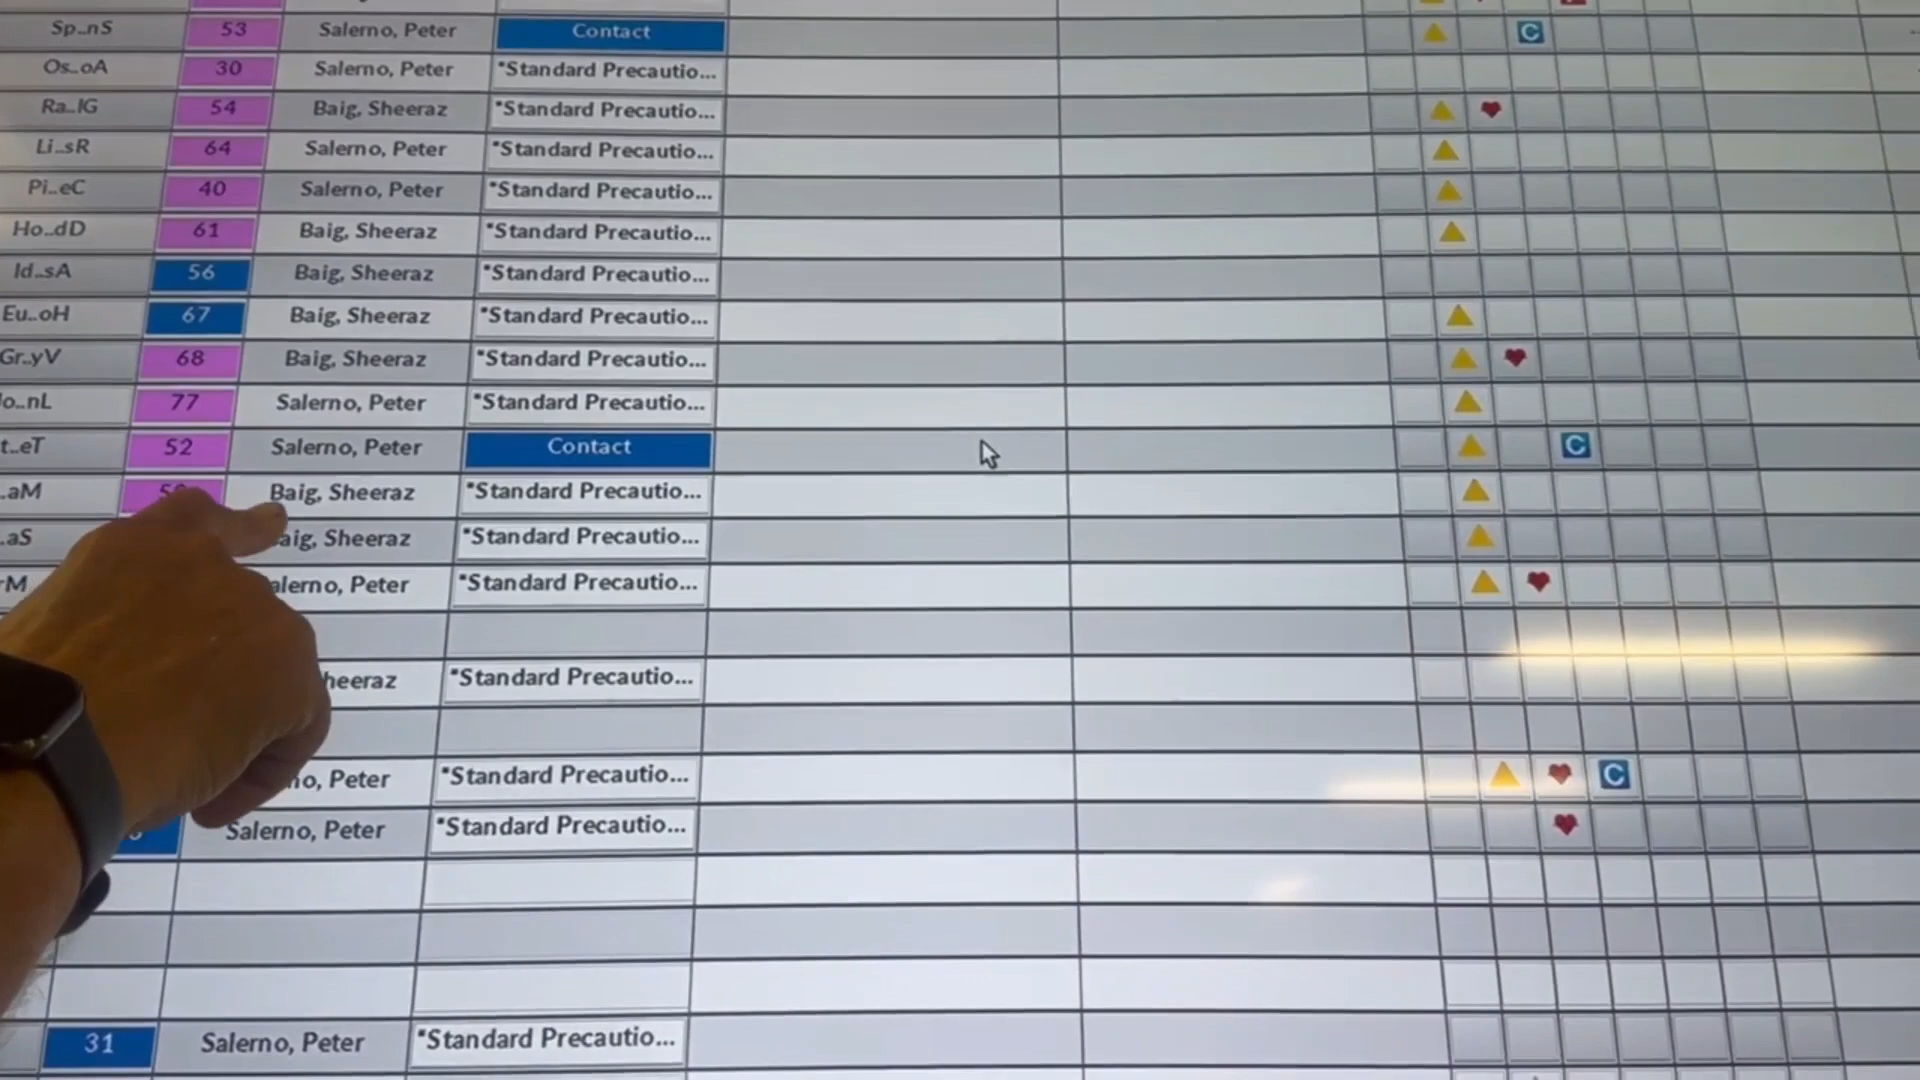 Sp..nS 53 Salerno, Peter Contact C
Os..oA 30 Salerno, Peter *Standard Precautio...
Ra..lG 54 Baig, Sheeraz *Standard Precautio...
Li..sR 64 Salerno, Peter *Standard Precautio...
Pi..eC 40 Salerno, Peter *Standard Precautio...
Ho..dD 61 Baig, Sheeraz *Standard Precautio...
Id..sA 56 Baig, Sheeraz *Standard Precautio...
Eu..oH 67 Baig, Sheeraz *Standard Precautio...
Gr..yV 68 Baig, Sheeraz *Standard Precautio...
o..nL 77 Salerno, Peter *Standard Precautio...
t..eT 52 Salerno, Peter Contact C
.aM Baig, Sheeraz *Standard Precautio...
.aS aig, Sheeraz *Standard Precautio...
rM alerno, Peter *Standard Precautio...
heeraz *Standard Precautio...
no, Peter *Standard Precautio... C
Salerno, Peter *Standard Precautio...
31 Salerno, Peter *Standard Precautio...